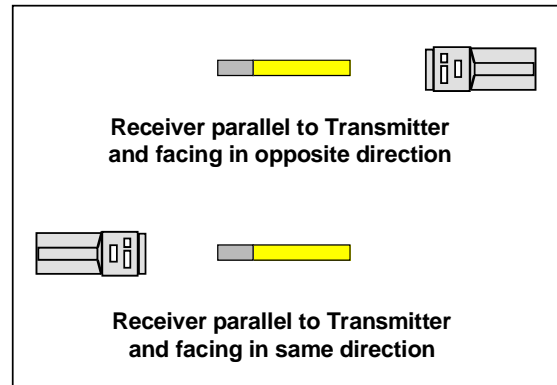 Receiver parallel to Transmitter
and facing in opposite direction
Receiver parallel to Transmitter
and facing in same direction